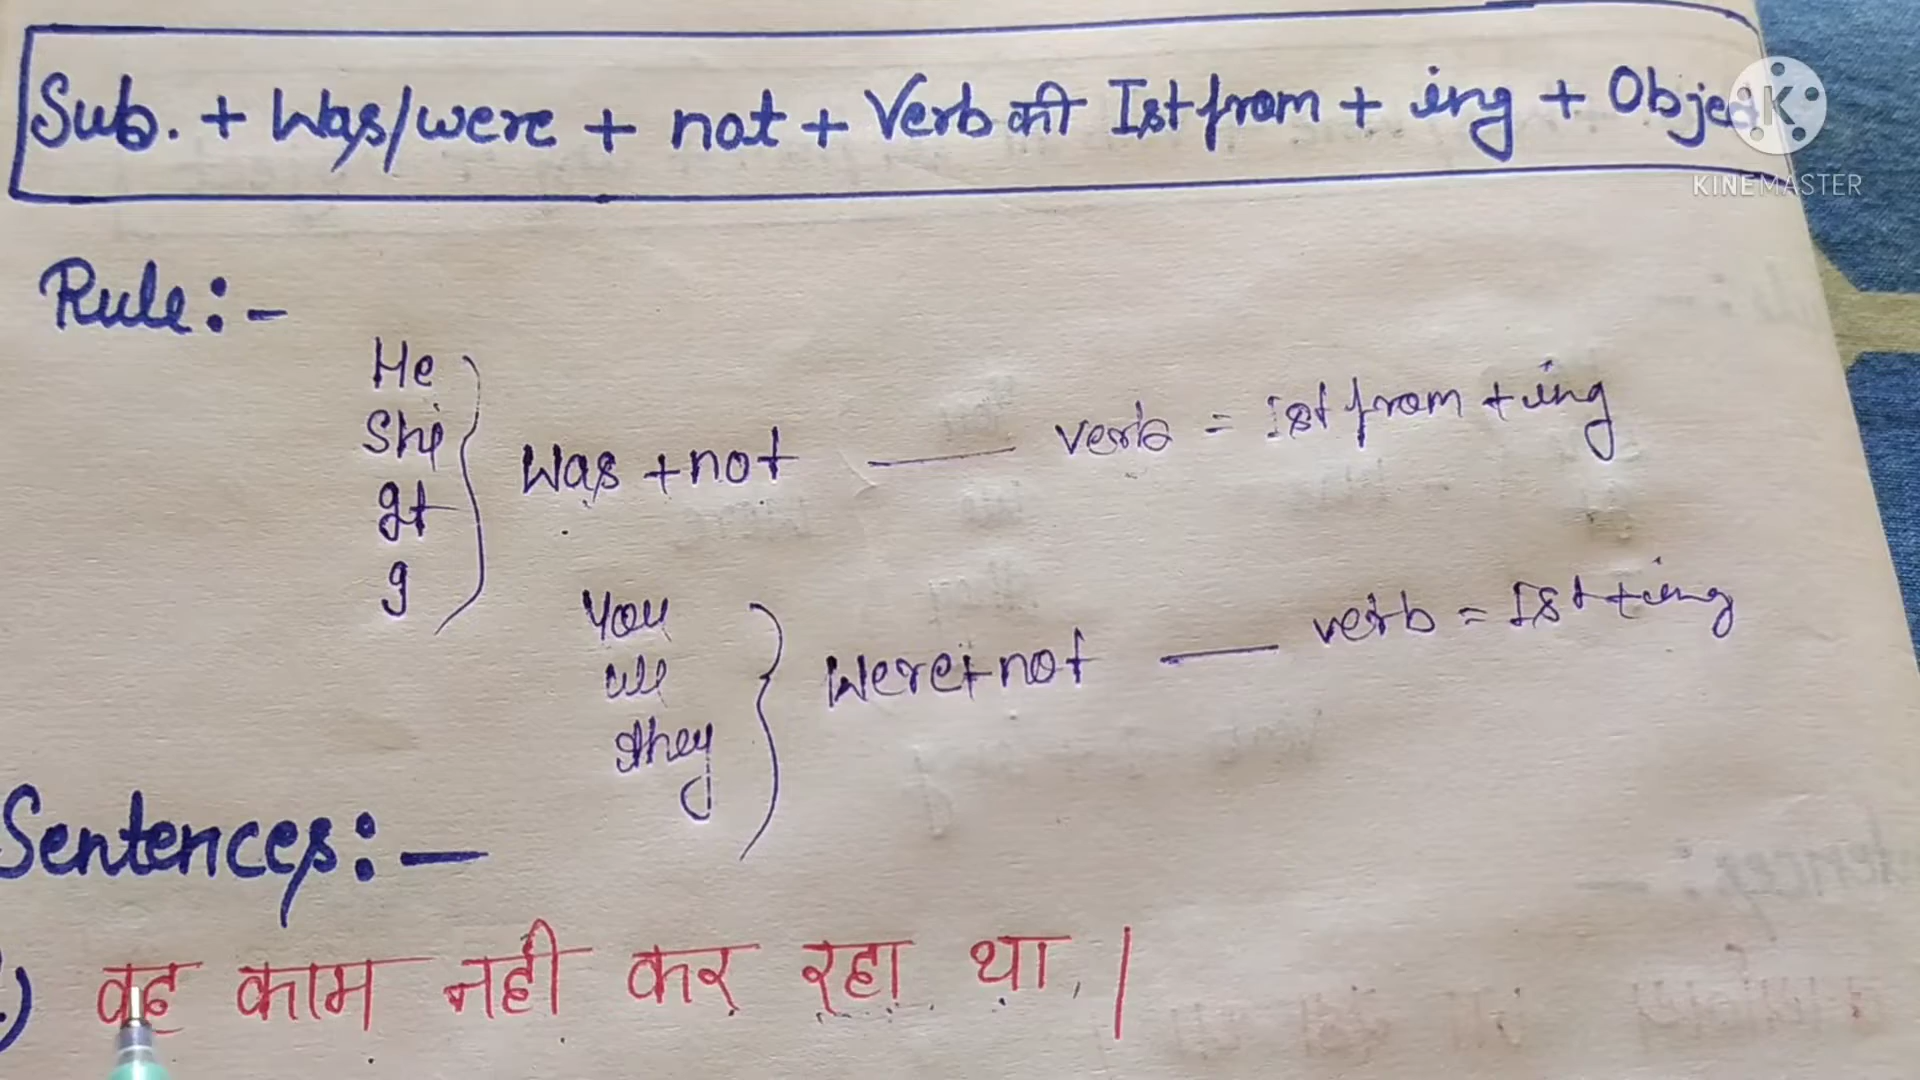 Sub. + Was/were + not + Verb की Ist from + ing + Object
KINEMASTER
Rule:-
He
She
It
I
Was + not — verb = Ist from + ing
You
we
they
Were + not — verb = Ist + ing
Sentences:-
.) वह काम नही कर रहा था।